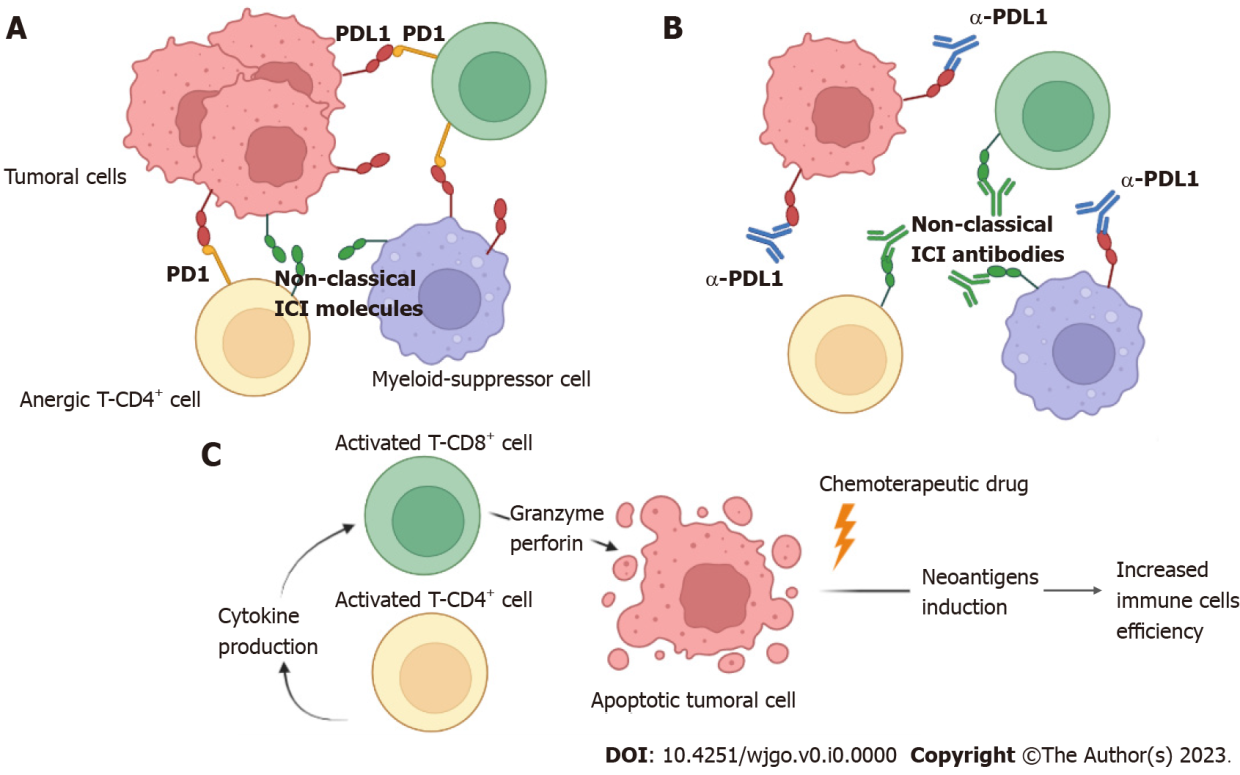 A
PDL1 PD1
Tumoral cells
PD1
Non-classical
ICI molecules
Myeloid-suppressor cell
Anergic T-CD4⁺ cell
B
α-PDL1
α-PDL1
Non-classical
ICI antibodies
α-PDL1
C
Activated T-CD8⁺ cell
Granzyme
perforin
Activated T-CD4⁺ cell
Cytokine
production
Apoptotic tumoral cell
Chemoterapeutic drug
Neoantigens
induction
Increased
immune cells
efficiency
DOI: 10.4251/wjgo.v0.i0.0000 Copyright ©The Author(s) 2023.